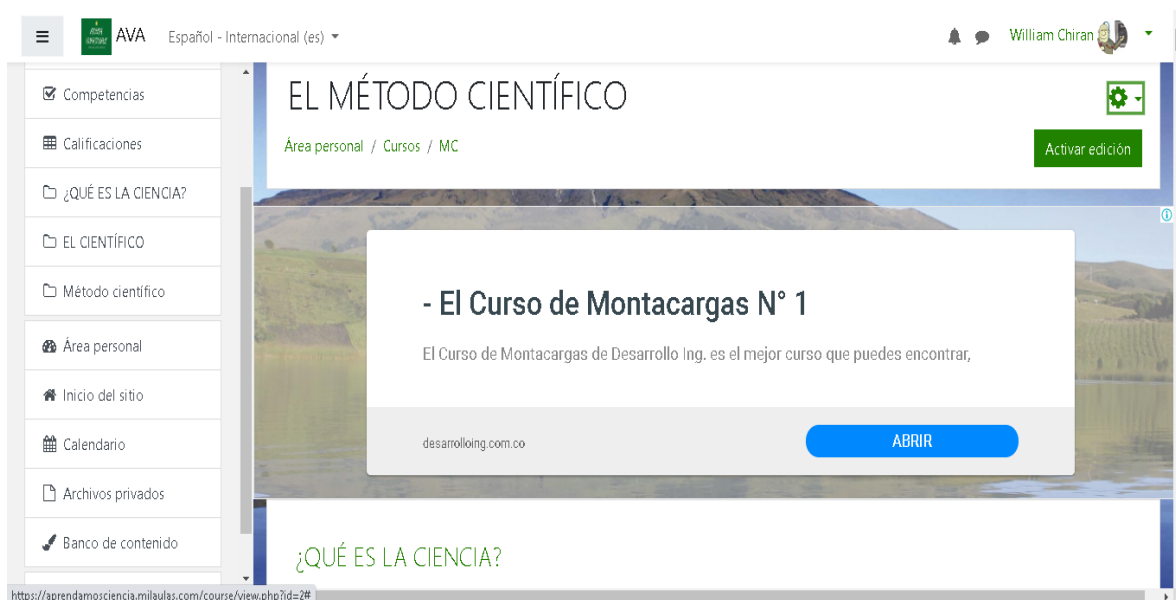 AVA Español - Internacional (es) William Chiran
Competencias
Calificaciones
¿QUÉ ES LA CIENCIA?
EL CIENTÍFICO
Método científico
Área personal
Inicio del sitio
Calendario
Archivos privados
Banco de contenido
EL MÉTODO CIENTÍFICO
Área personal / Cursos / MC
Activar edición
- El Curso de Montacargas N° 1
El Curso de Montacargas de Desarrollo Ing. es el mejor curso que puedes encontrar,
desarrolloing.com.co
ABRIR
¿QUÉ ES LA CIENCIA?
https://aprendamosciencia.milaulas.com/course/view.php?id=2#